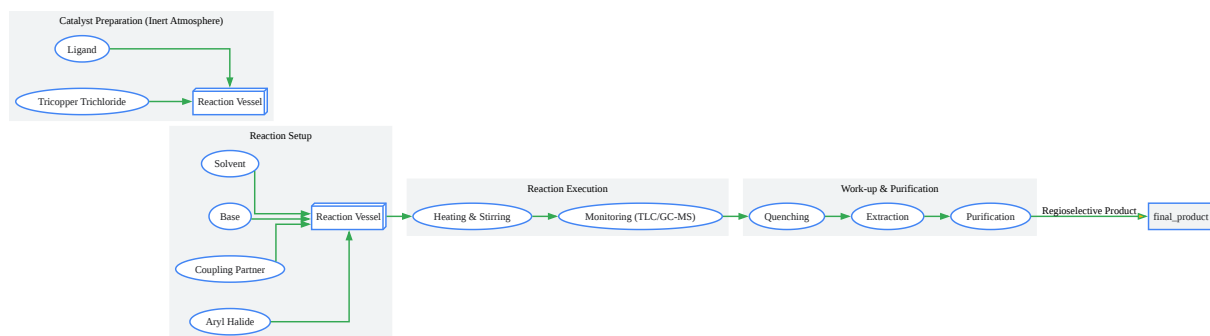 Catalyst Preparation (Inert Atmosphere)
Ligand
Tricopper Trichloride
Reaction Vessel
Reaction Setup
Solvent
Base
Reaction Vessel
Coupling Partner
Aryl Halide
Reaction Execution
Heating & Stirring
Monitoring (TLC/GC-MS)
Work-up & Purification
Quenching
Extraction
Purification
Regioselective Product
final_product